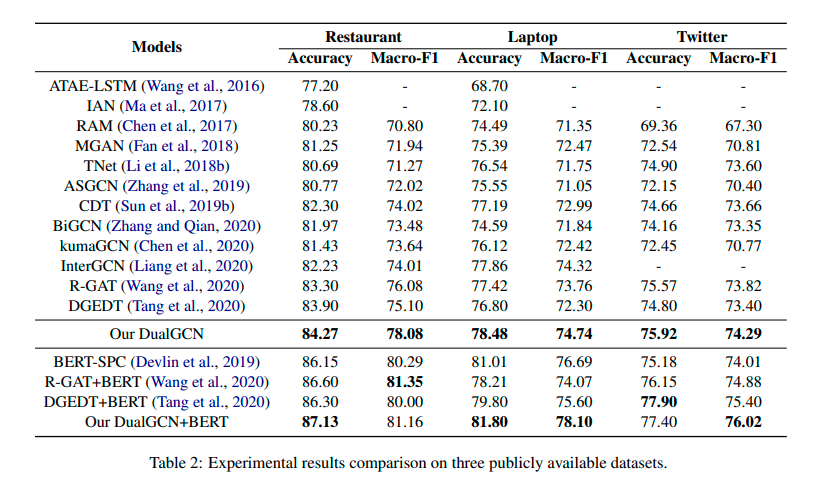 Models Restaurant Laptop Twitter
Accuracy Macro-F1 Accuracy Macro-F1 Accuracy Macro-F1
ATAE-LSTM (Wang et al., 2016) 77.20 - 68.70 - - -
IAN (Ma et al., 2017) 78.60 - 72.10 - - -
RAM (Chen et al., 2017) 80.23 70.80 74.49 71.35 69.36 67.30
MGAN (Fan et al., 2018) 81.25 71.94 75.39 72.47 72.54 70.81
TNet (Li et al., 2018b) 80.69 71.27 76.54 71.75 74.90 73.60
ASGCN (Zhang et al., 2019) 80.77 72.02 75.55 71.05 72.15 70.40
CDT (Sun et al., 2019b) 82.30 74.02 77.19 72.99 74.66 73.66
BiGCN (Zhang and Qian, 2020) 81.97 73.48 74.59 71.84 74.16 73.35
kumaGCN (Chen et al., 2020) 81.43 73.64 76.12 72.42 72.45 70.77
InterGCN (Liang et al., 2020) 82.23 74.01 77.86 74.32 - -
R-GAT (Wang et al., 2020) 83.30 76.08 77.42 73.76 75.57 73.82
DGEDT (Tang et al., 2020) 83.90 75.10 76.80 72.30 74.80 73.40
Our DualGCN 84.27 78.08 78.48 74.74 75.92 74.29
BERT-SPC (Devlin et al., 2019) 86.15 80.29 81.01 76.69 75.18 74.01
R-GAT+BERT (Wang et al., 2020) 86.60 81.35 78.21 74.07 76.15 74.88
DGEDT+BERT (Tang et al., 2020) 86.30 80.00 79.80 75.60 77.90 75.40
Our DualGCN+BERT 87.13 81.16 81.80 78.10 77.40 76.02
Table 2: Experimental results comparison on three publicly available datasets.